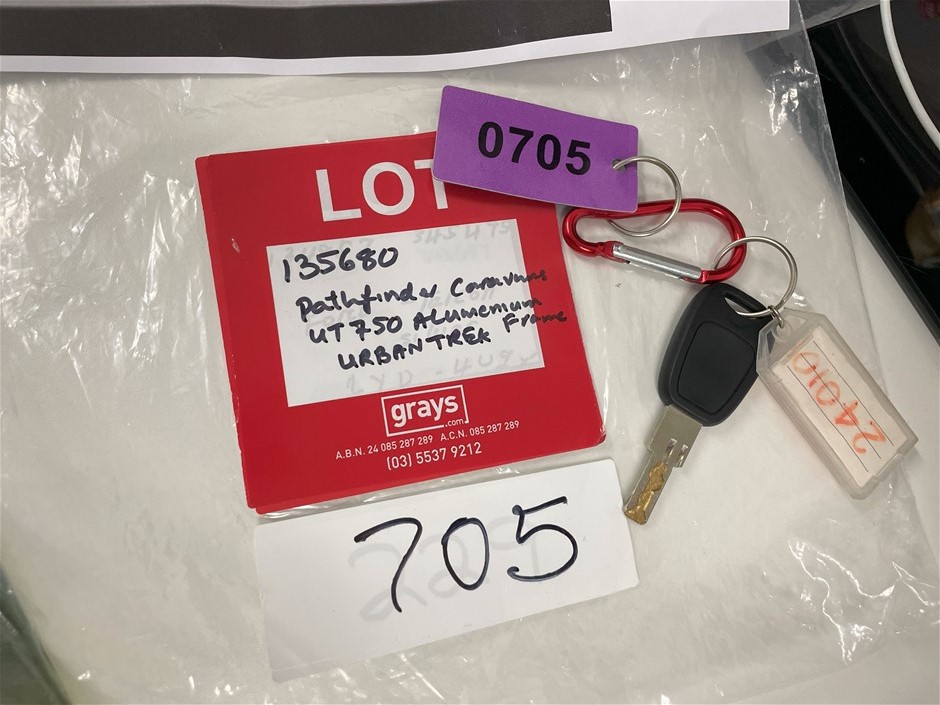 0705
LOT
135680
Pathfinder Caravans
UT750 Alumenium
URBANTREK Frame
grays
.com
A.B.N. 24 085 287 289 A.C.N. 085 287 289
(03) 5537 9212
24010
705